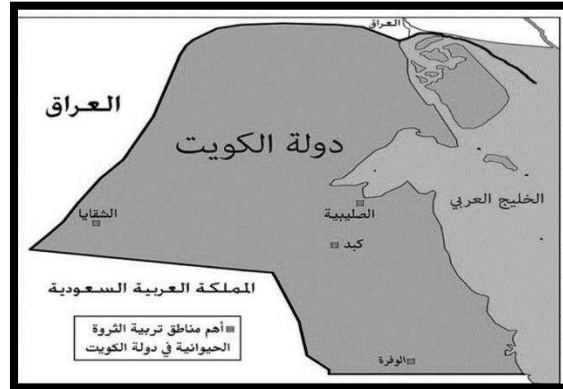 العراق
العراق
دولة الكويت
الخليج العربي
الصليبية
الشقايا
كبد
المملكة العربية السعودية
أهم مناطق تربية الثروة
الحيوانية في دولة الكويت
الوفرة